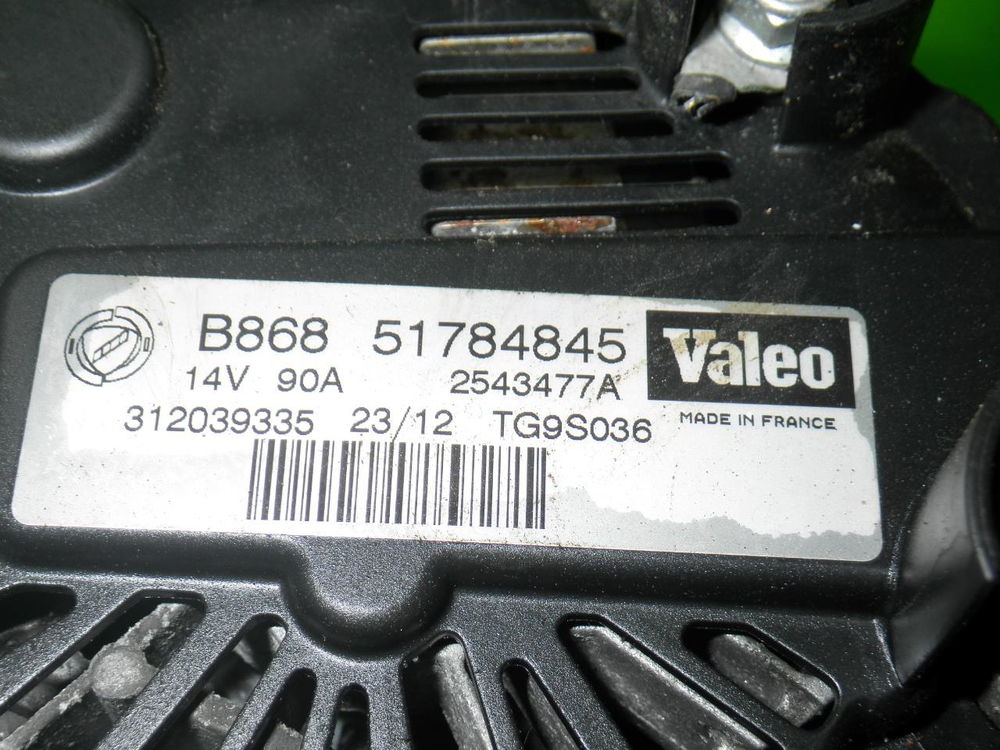 B868 51784845 Valeo
14V 90A 2543477A
312039335 23/12 TG9S036 MADE IN FRANCE